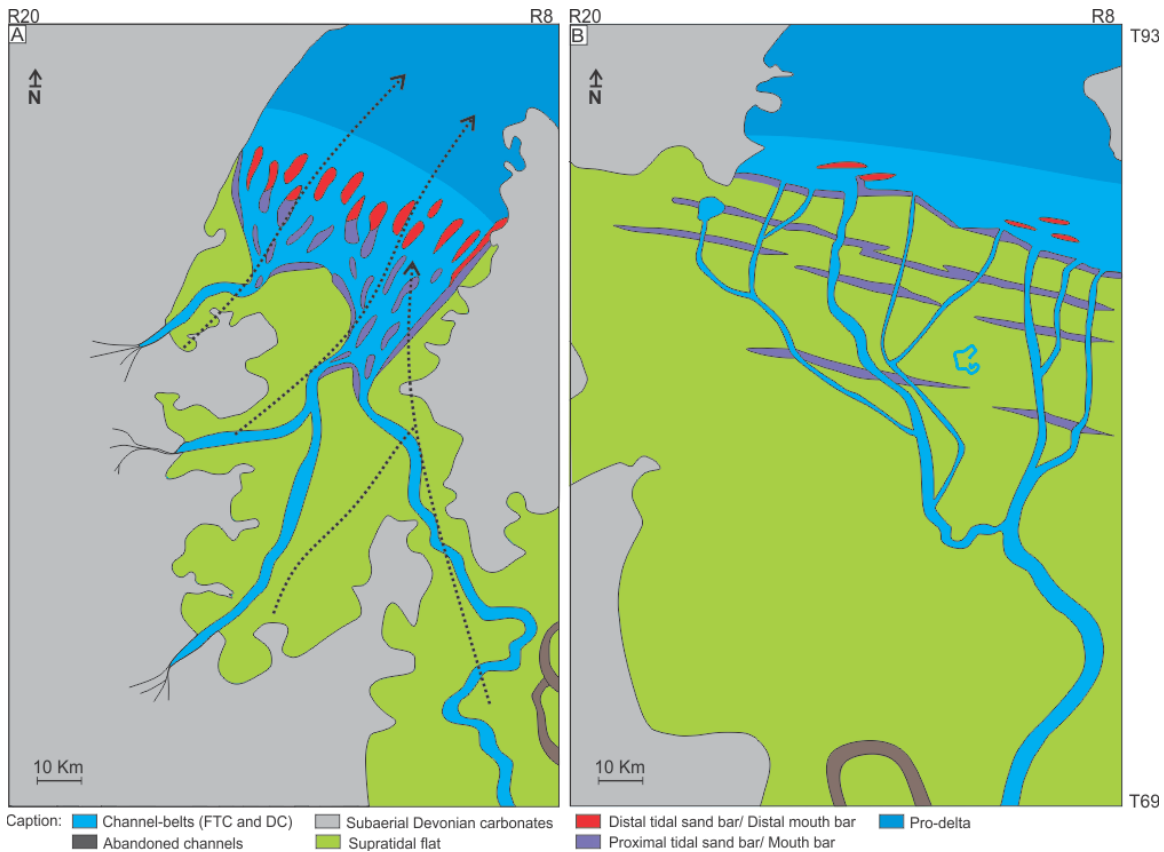 R20 R8 R20 R8
A B T93
N N
10 Km 10 Km
T69
Caption: Channel-belts (FTC and DC) Subaerial Devonian carbonates Distal tidal sand bar/ Distal mouth bar Pro-delta
Abandoned channels Supratidal flat Proximal tidal sand bar/ Mouth bar